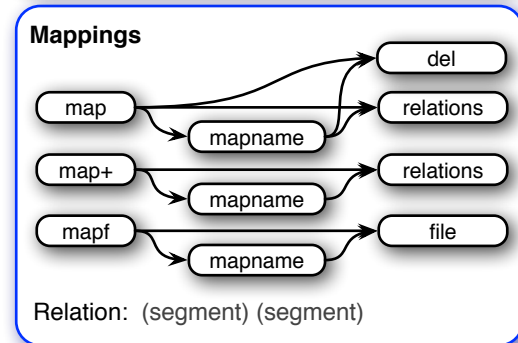 Mappings
del
map
relations
mapname
map+
relations
mapname
mapf
file
mapname
Relation: (segment) (segment)